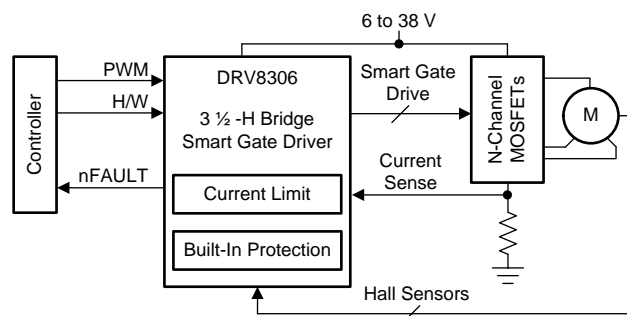 6 to 38 V
Controller
PWM
H/W
nFAULT
DRV8306
3 ½ -H Bridge
Smart Gate Driver
Current Limit
Built-In Protection
Smart Gate
Drive
Current
Sense
N-Channel
MOSFETs
M
Hall Sensors